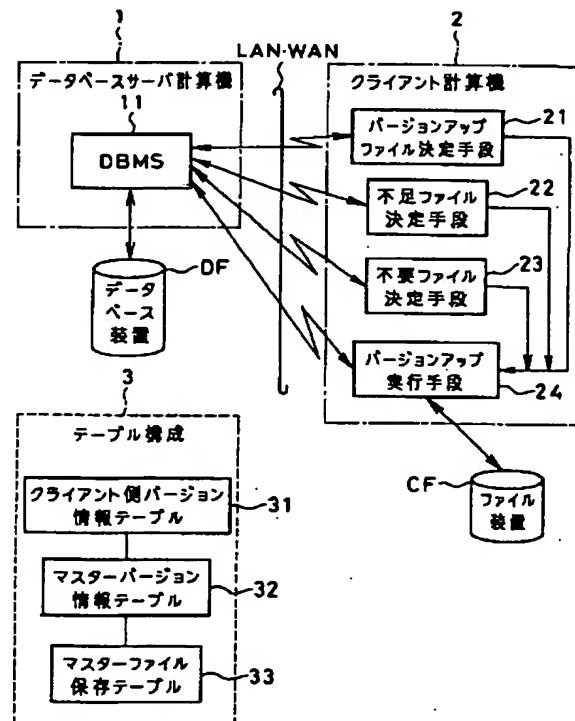 1
データベースサーバ計算機
11
DBMS
DF
データ
ベース
装置
LAN・WAN
2
クライアント計算機
バージョンアップ
ファイル決定手段
21
不足ファイル
決定手段
22
不要ファイル
決定手段
23
バージョンアップ
実行手段
24
CF
ファイル
装置
3
テーブル構成
クライアント側バージョン
情報テーブル
31
マスターバージョン
情報テーブル
32
マスターファイル
保存テーブル
33